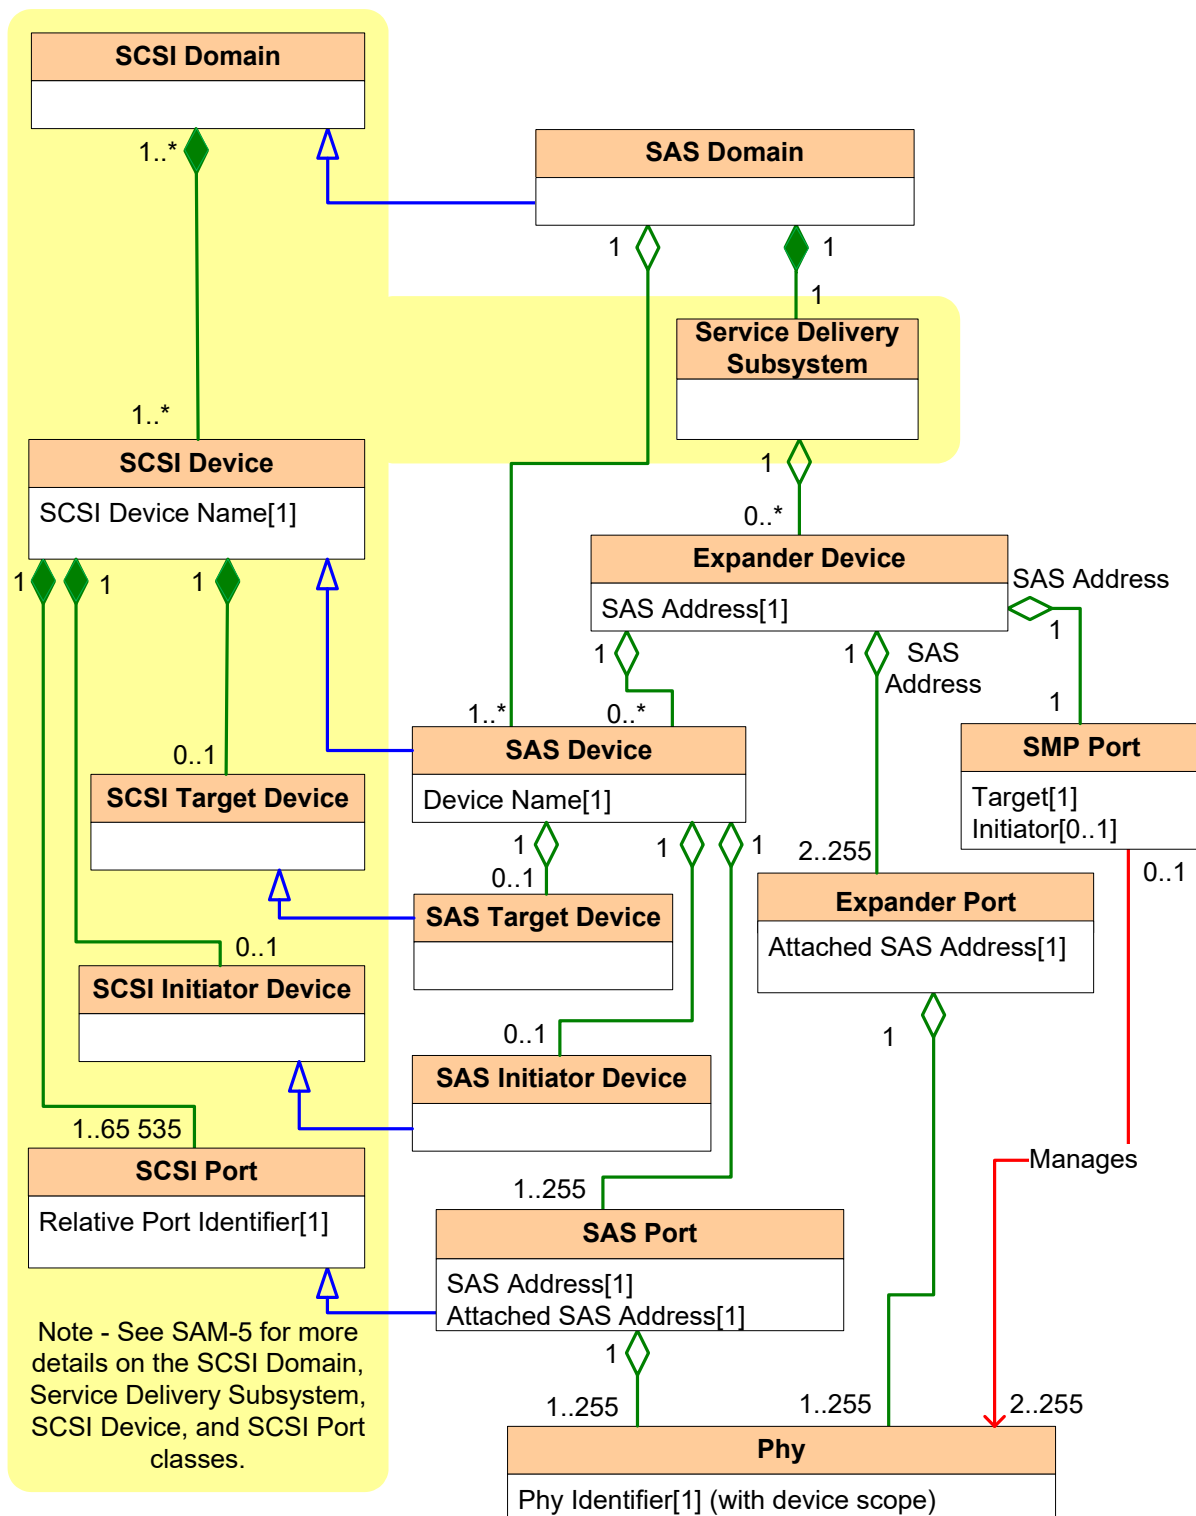 SCSI Domain
1..*
SAS Domain
1
1
1
Service Delivery
Subsystem
1..*
SCSI Device
SCSI Device Name[1]
1
0..*
Expander Device
SAS Address[1]
SAS Address
1
1
1
1
1
1
SAS
Address
1
1..*
0..*
SAS Device
Device Name[1]
SMP Port
Target[1]
Initiator[0..1]
0..1
0..1
SCSI Target Device
1
1
1
2..255
0..1
SAS Target Device
Expander Port
Attached SAS Address[1]
0..1
SCSI Initiator Device
1
0..1
SAS Initiator Device
1..65 535
SCSI Port
Relative Port Identifier[1]
Manages
1..255
SAS Port
SAS Address[1]
Attached SAS Address[1]
Note - See SAM-5 for more
details on the SCSI Domain,
Service Delivery Subsystem,
SCSI Device, and SCSI Port
classes.
1
1..255
1..255
2..255
Phy
Phy Identifier[1] (with device scope)